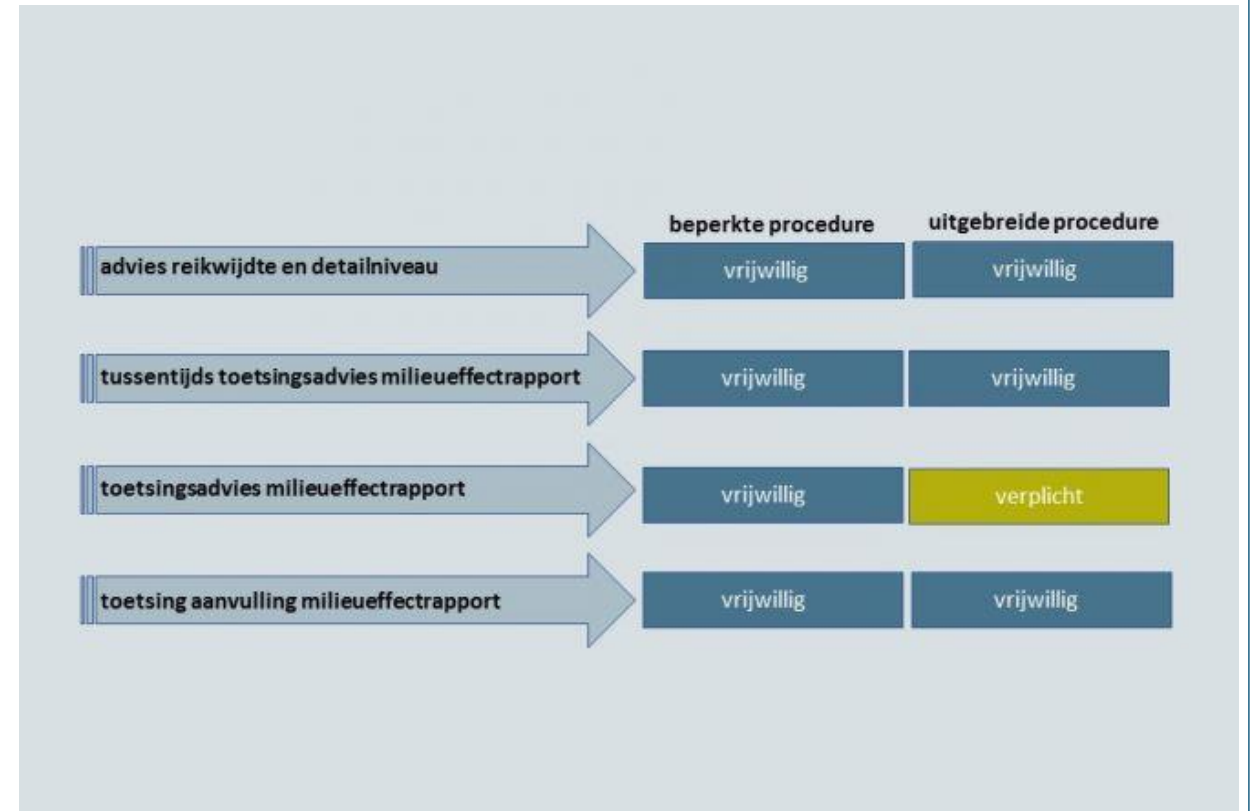 beperkte procedure uitgebreide procedure
advies reikwijdte en detailniveau vrijwillig vrijwillig
tussentijds toetsingsadvies milieueffectrapport vrijwillig vrijwillig
toetsingsadvies milieueffectrapport vrijwillig verplicht
toetsing aanvulling milieueffectrapport vrijwillig vrijwillig